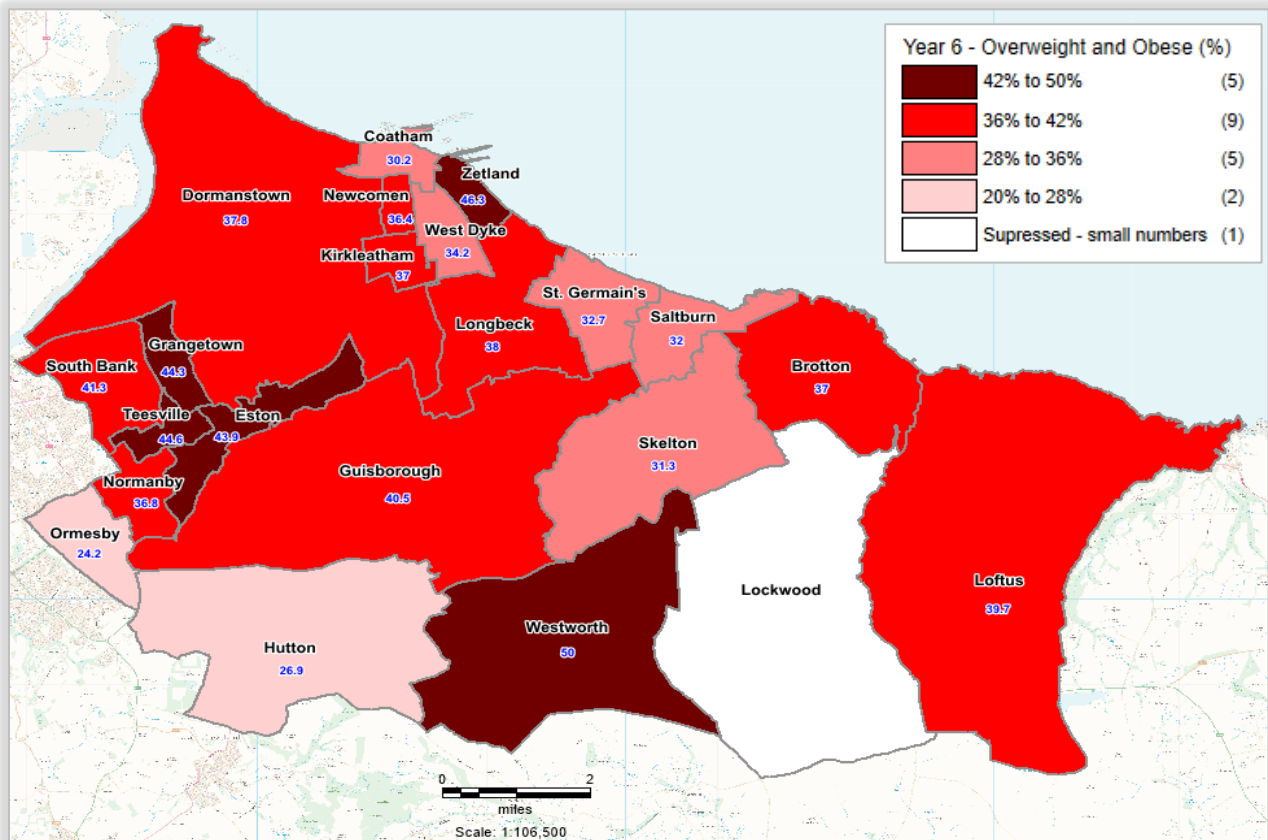 Year 6 - Overweight and Obese (%)
42% to 50% (5)
36% to 42% (9)
28% to 36% (5)
20% to 28% (2)
Supressed - small numbers (1)
Coatham
30.2
Zetland
46.3
Dormanstown
37.8
Newcomen
36.4
West Dyke
34.2
Kirkleatham
37
St. Germain's
32.7
Saltburn
32
Longbeck
38
Grangetown
44.3
South Bank
41.3
Brotton
37
Teesville
44.6
Eston
43.9
Skelton
31.3
Guisborough
40.5
Normanby
36.8
Ormesby
24.2
Loftus
39.7
Lockwood
Westworth
50
Hutton
26.9
0 2
miles
Scale: 1:106,500